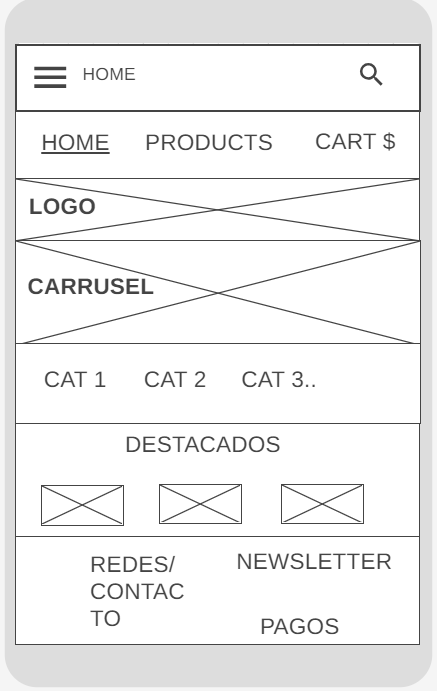 HOME
HOME PRODUCTS CART $
LOGO
CARRUSEL
CAT 1 CAT 2 CAT 3..
DESTACADOS
REDES/
CONTAC
TO
NEWSLETTER
PAGOS